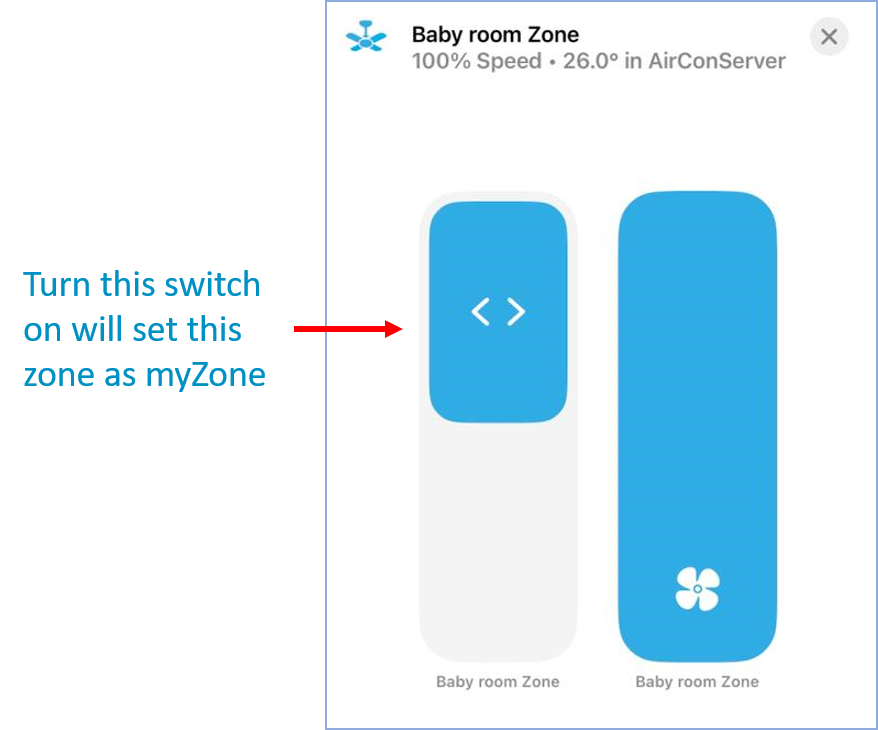 Baby room Zone
100% Speed • 26.0° in AirConServer
Turn this switch
on will set this
zone as myZone
Baby room Zone
Baby room Zone